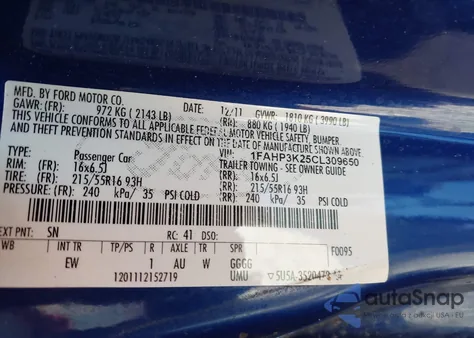 MFD. BY FORD MOTOR CO.
DATE: 12/11 GVWR: 1810 KG ( 3990 LB)
GAWR: (FR): 972 KG ( 2143 LB) (RR): 880 KG ( 1940 LB)
THIS VEHICLE CONFORMS TO ALL APPLICABLE FEDERAL MOTOR VEHICLE SAFETY, BUMPER
AND THEFT PREVENTION STANDARDS IN EFFECT ON THE DATE OF MANUFACTURE SHOWN ABOVE.
VIN: 1FAHP3K25CL309650
TYPE: Passenger Car TRAILER TOWING - SEE OWNER GUIDE
RIM: (FR): 16x6.5J (RR): 16x6.5J
TIRES: (FR): 215/55R16 93H (RR): 215/55R16 93H
PRESSURE: (FR): 240 kPa/ 35 PSI COLD (RR): 240 kPa/ 35 PSI COLD
EXT PNT: SN RC: 41 DSO:
WB INT TR TP/PS R AXLE TR SPR F0095
EW 1 AU W GGGG
1201112152719 UMU
autoSnap